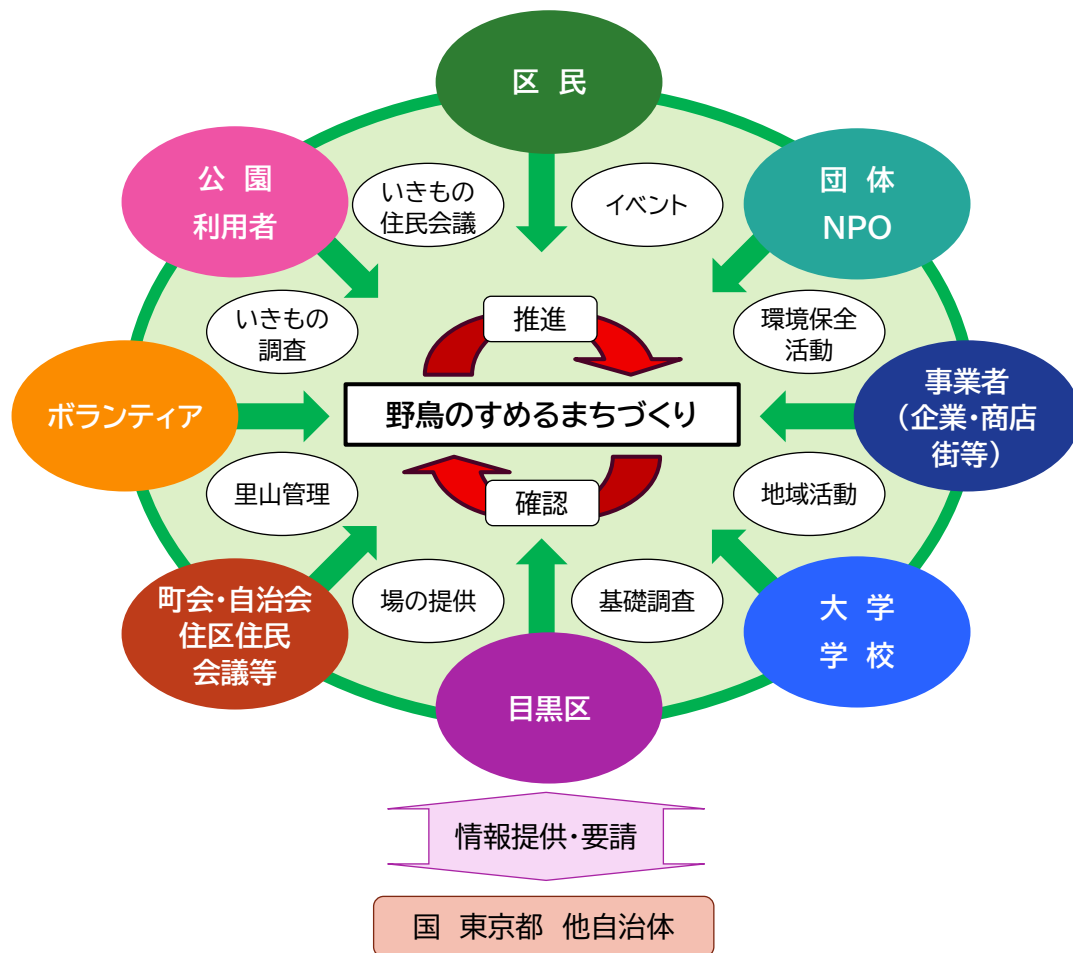 区 民
公 園
利用者
いきもの
住民会議
イベント
団 体
NPO
いきもの
調査
推進
環境保全
活動
ボランティア
野鳥のすめるまちづくり
事業者
(企業・商店
街等)
里山管理
確認
地域活動
町会・自治会
住区住民
会議等
場の提供
基礎調査
大 学
学 校
目黒区
情報提供・要請
国 東京都 他自治体